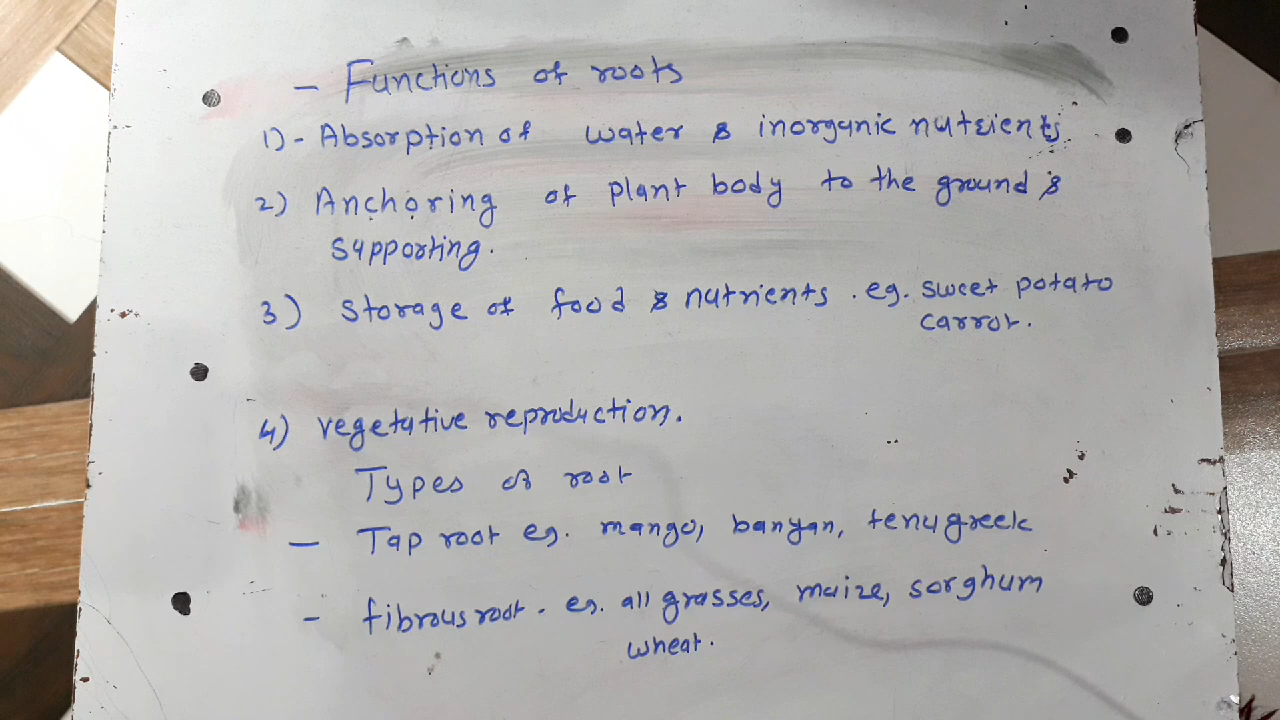 - Functions of roots
1) - Absorption of water & inorganic nutrients.
2) Anchoring of plant body to the ground &
supporting.
3) Storage of food & nutrients . eg. sweet potato
carrot.
4) vegetative reproduction.
Types of root
- Tap root eg. mango, banyan, fenugreek
- fibrous root - eg. all grasses, maize, sorghum
wheat.